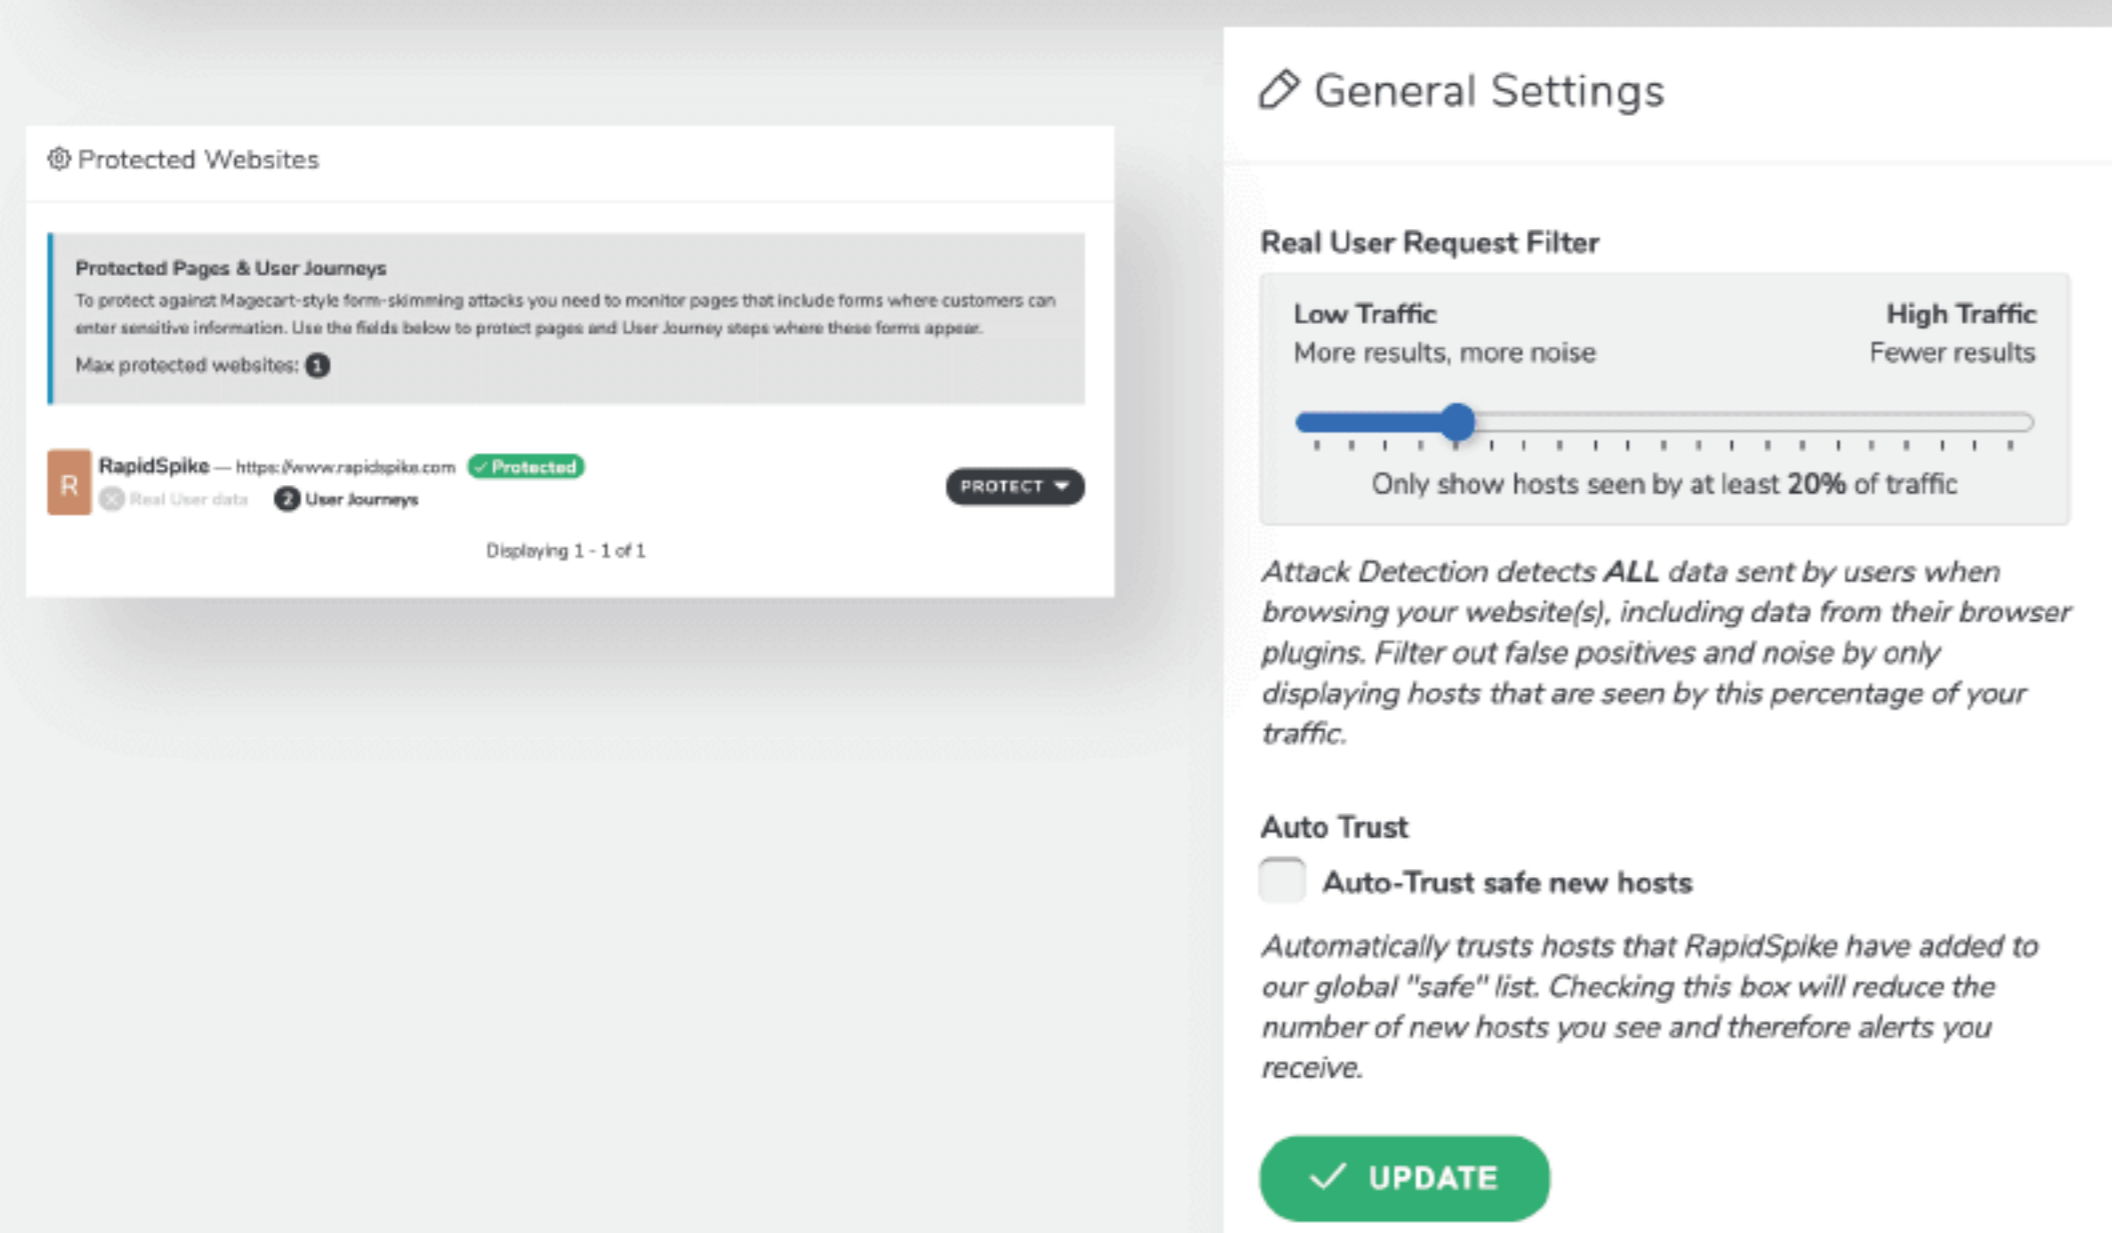 Protected Websites
Protected Pages & User Journeys
To protect against Magecart-style form-skimming attacks you need to monitor pages that include forms where customers can
enter sensitive information. Use the fields below to protect pages and User Journey steps where these forms appear.
Max protected websites: 1
R
RapidSpike — https://www.rapidspike.com Protected
Real User data 2 User Journeys
PROTECT
Displaying 1 - 1 of 1
General Settings
Real User Request Filter
Low Traffic High Traffic
More results, more noise Fewer results
Only show hosts seen by at least 20% of traffic
Attack Detection detects ALL data sent by users when
browsing your website(s), including data from their browser
plugins. Filter out false positives and noise by only
displaying hosts that are seen by this percentage of your
traffic.
Auto Trust
Auto-Trust safe new hosts
Automatically trusts hosts that RapidSpike have added to
our global "safe" list. Checking this box will reduce the
number of new hosts you see and therefore alerts you
receive.
UPDATE